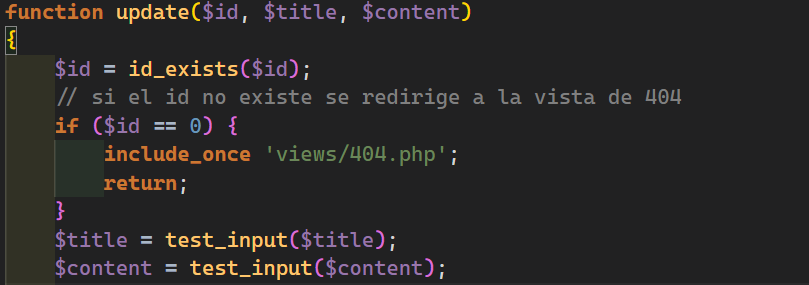 function update($id, $title, $content)
{
    $id = id_exists($id);
    // si el id no existe se redirige a la vista de 404
    if ($id == 0) {
        include_once 'views/404.php';
        return;
    }
    $title = test_input($title);
    $content = test_input($content);